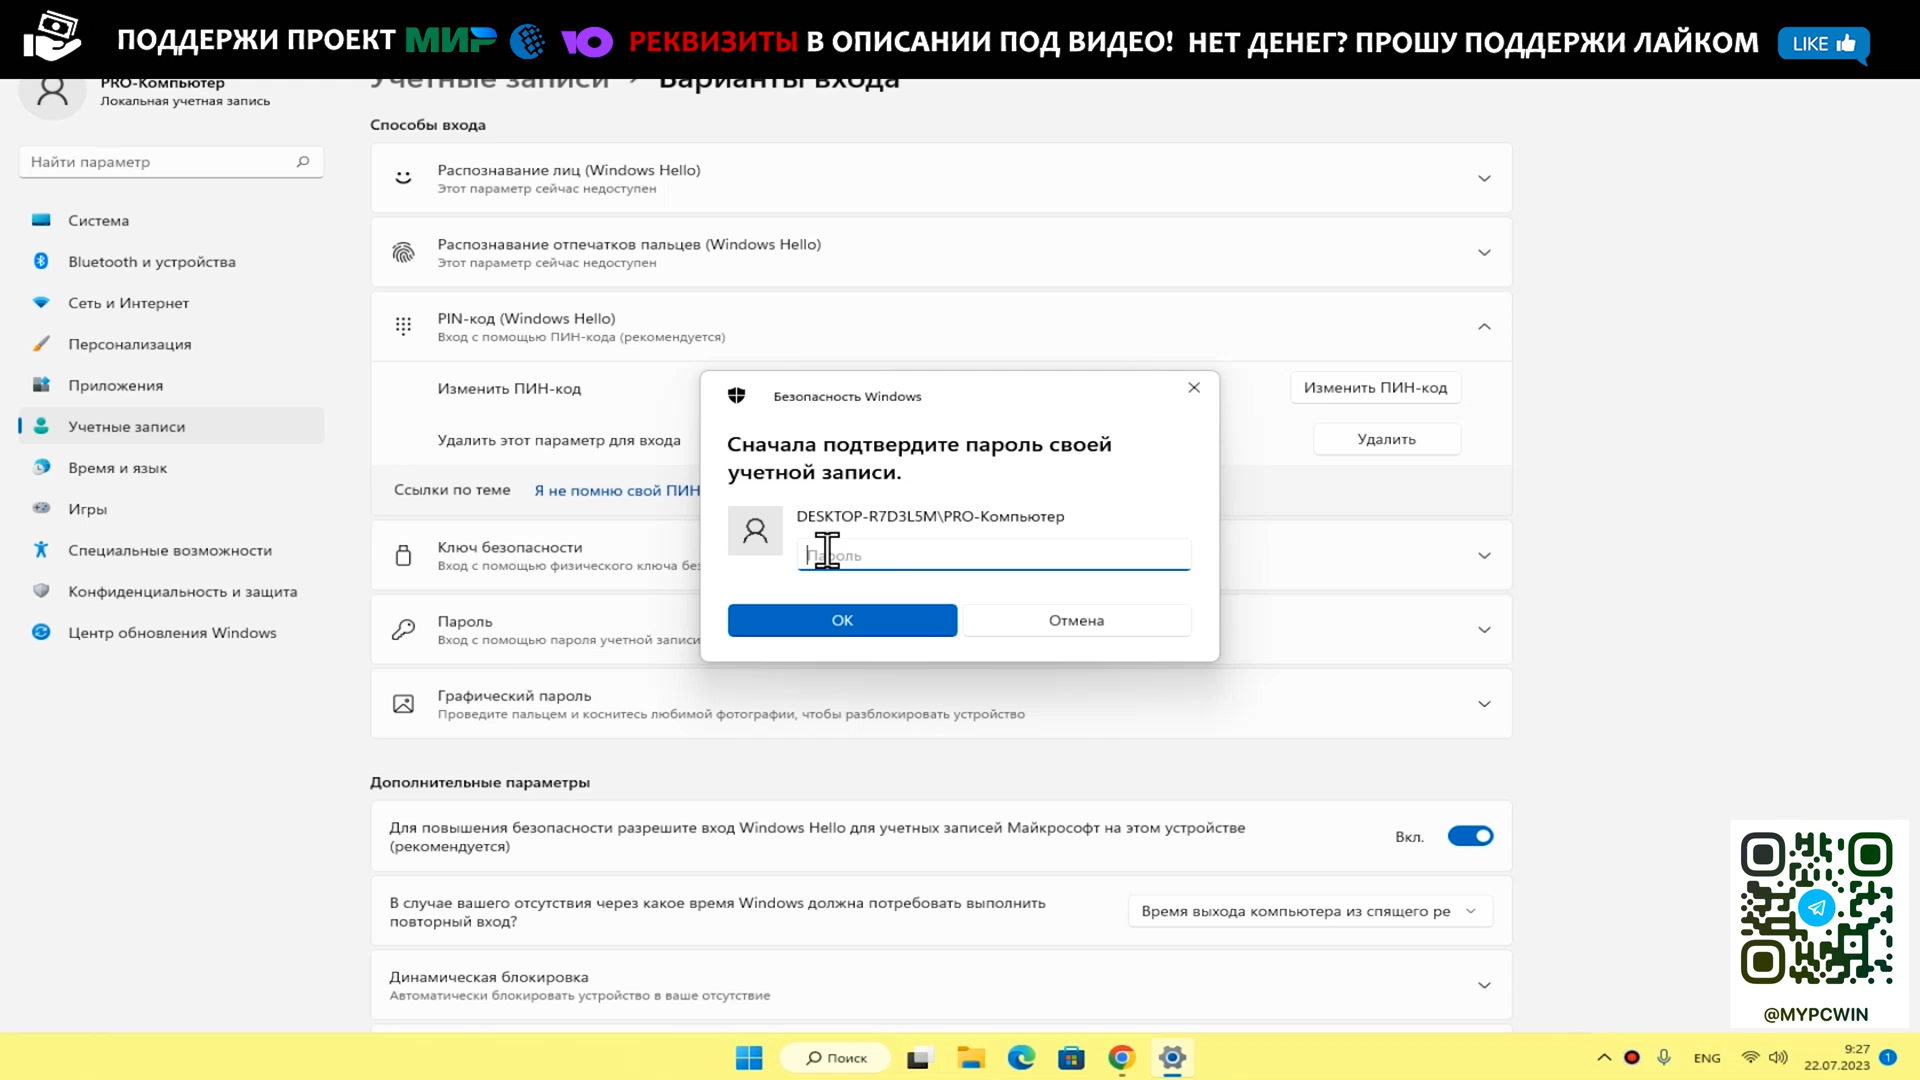 ПОДДЕРЖИ ПРОЕКТ МИР Ю РЕКВИЗИТЫ В ОПИСАНИИ ПОД ВИДЕО! НЕТ ДЕНЕГ? ПРОШУ ПОДДЕРЖИ ЛАЙКОМ LIKE
PRO-Компьютер
Локальная учетная запись
Найти параметр
Система
Bluetooth и устройства
Сеть и Интернет
Персонализация
Приложения
Учетные записи
Время и язык
Игры
Специальные возможности
Конфиденциальность и защита
Центр обновления Windows
Учетные записи › Варианты входа
Способы входа
Распознавание лиц (Windows Hello)
Этот параметр сейчас недоступен
Распознавание отпечатков пальцев (Windows Hello)
Этот параметр сейчас недоступен
PIN-код (Windows Hello)
Вход с помощью ПИН-кода (рекомендуется)
Изменить ПИН-код
Изменить ПИН-код
Удалить этот параметр для входа
Удалить
Ссылки по теме Я не помню свой ПИН
Ключ безопасности
Вход с помощью физического ключа без
Пароль
Вход с помощью пароля учетной записи
Графический пароль
Проведите пальцем и коснитесь любимой фотографии, чтобы разблокировать устройство
Безопасность Windows
Сначала подтвердите пароль своей
учетной записи.
DESKTOP-R7D3L5M\PRO-Компьютер
Пароль
OK
Отмена
Дополнительные параметры
Для повышения безопасности разрешите вход Windows Hello для учетных записей Майкрософт на этом устройстве
(рекомендуется)
Вкл.
В случае вашего отсутствия через какое время Windows должна потребовать выполнить
повторный вход?
Время выхода компьютера из спящего ре
Динамическая блокировка
Автоматически блокировать устройство в ваше отсутствие
@MYPCWIN
Поиск
ENG
9:27
22.07.2023
1